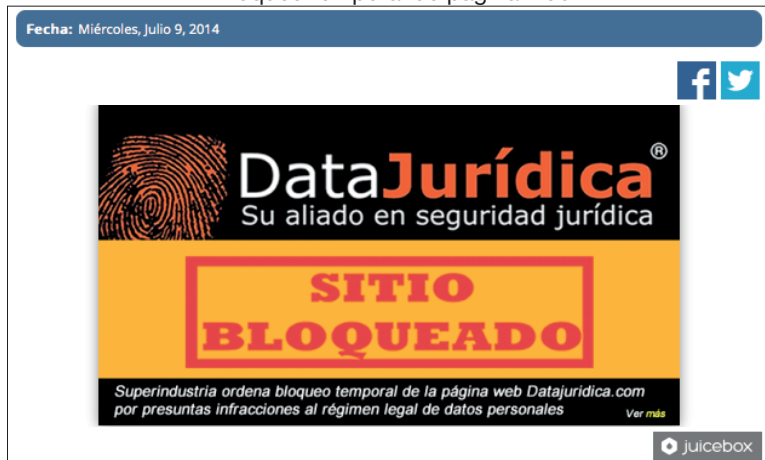 Fecha: Miércoles, Julio 9, 2014
DataJurídica®
Su aliado en seguridad jurídica
SITIO
BLOQUEADO
Superindustria ordena bloqueo temporal de la página web Datajuridica.com
por presuntas infracciones al régimen legal de datos personales
Ver más
juicebox